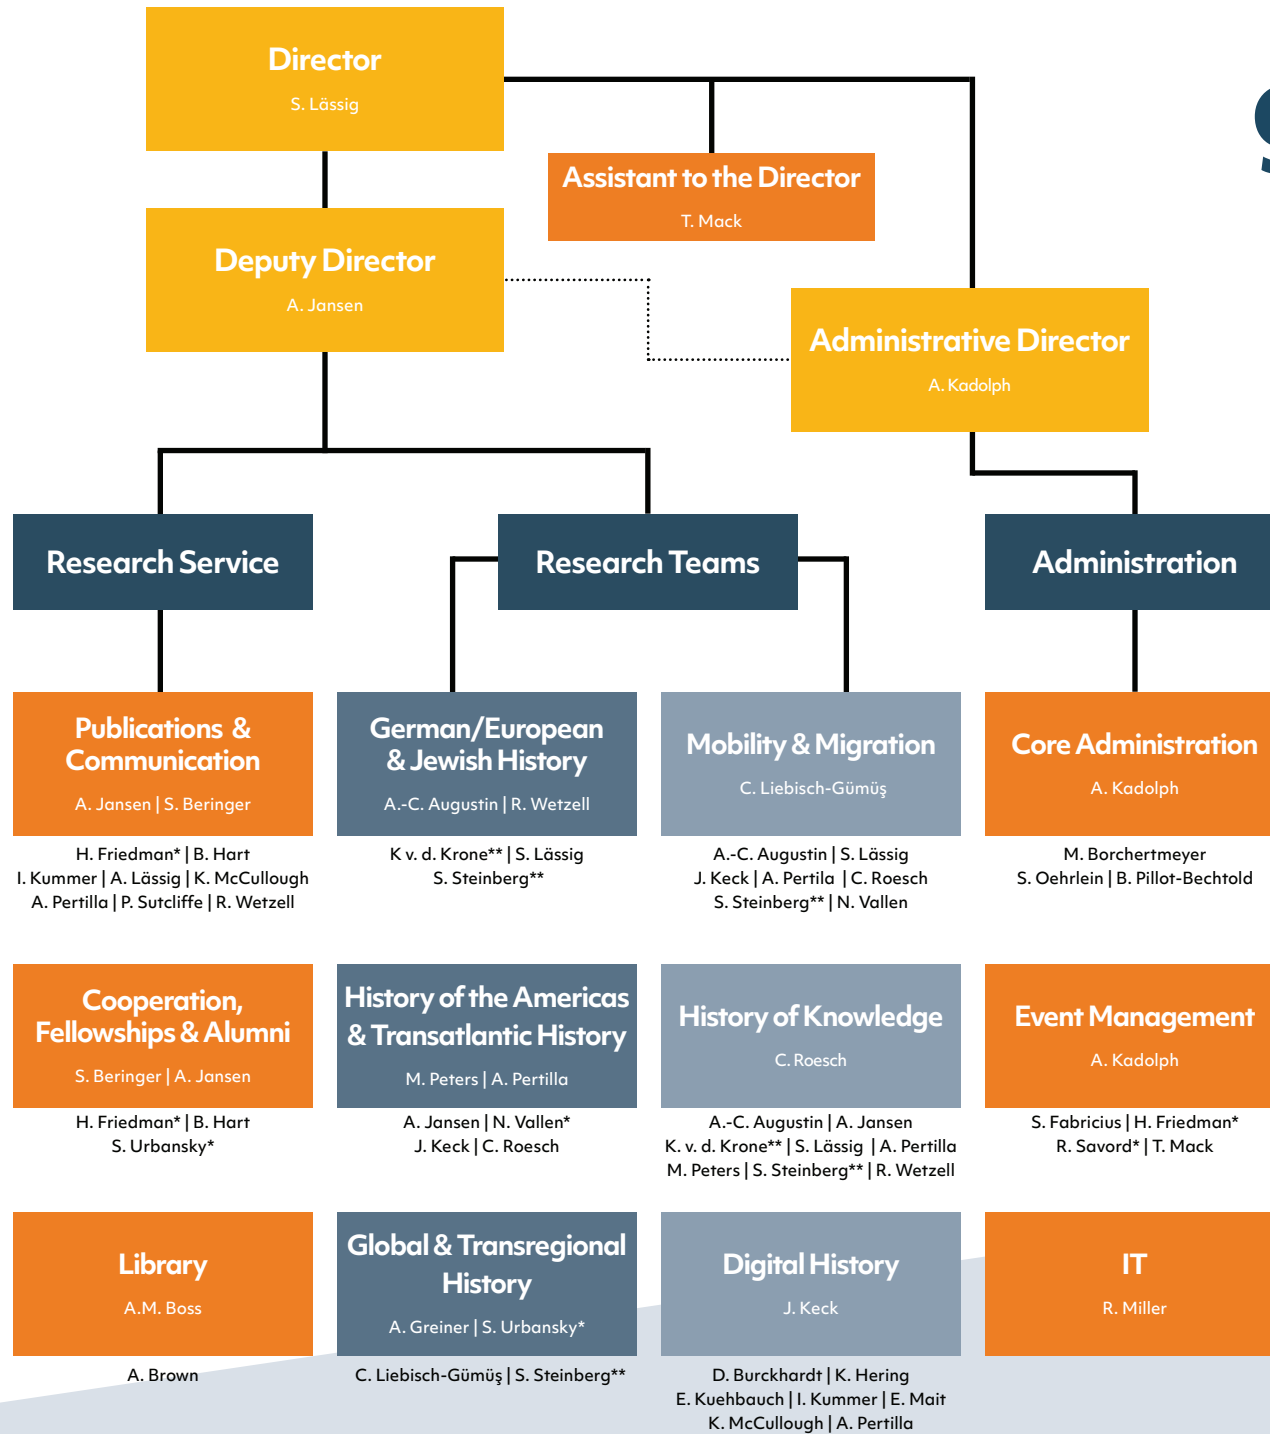 Director
S. Lässig
Assistant to the Director
T. Mack
Deputy Director
A. Jansen
Administrative Director
A. Kadolph
Research Service
Research Teams
Administration
Publications &
Communication
A. Jansen | S. Beringer
H. Friedman* | B. Hart
I. Kummer | A. Lässig | K. McCullough
A. Pertilla | P. Sutcliffe | R. Wetzell
German/European
& Jewish History
A.-C. Augustin | R. Wetzell
K v. d. Krone** | S. Lässig
S. Steinberg**
Mobility & Migration
C. Liebisch-Gümüş
A.-C. Augustin | S. Lässig
J. Keck | A. Pertila | C. Roesch
S. Steinberg** | N. Vallen
Core Administration
A. Kadolph
M. Borchertmeyer
S. Oehrlein | B. Pillot-Bechtold
Cooperation,
Fellowships & Alumni
S. Beringer | A. Jansen
H. Friedman* | B. Hart
S. Urbansky*
History of the Americas
& Transatlantic History
M. Peters | A. Pertilla
A. Jansen | N. Vallen*
J. Keck | C. Roesch
History of Knowledge
C. Roesch
A.-C. Augustin | A. Jansen
K. v. d. Krone** | S. Lässig | A. Pertilla
M. Peters | S. Steinberg** | R. Wetzell
Event Management
A. Kadolph
S. Fabricius | H. Friedman*
R. Savord* | T. Mack
Library
A.M. Boss
A. Brown
Global & Transregional
History
A. Greiner | S. Urbansky*
C. Liebisch-Gümüş | S. Steinberg**
Digital History
J. Keck
D. Burckhardt | K. Hering
E. Kuehbauch | I. Kummer | E. Mait
K. McCullough | A. Pertilla
IT
R. Miller